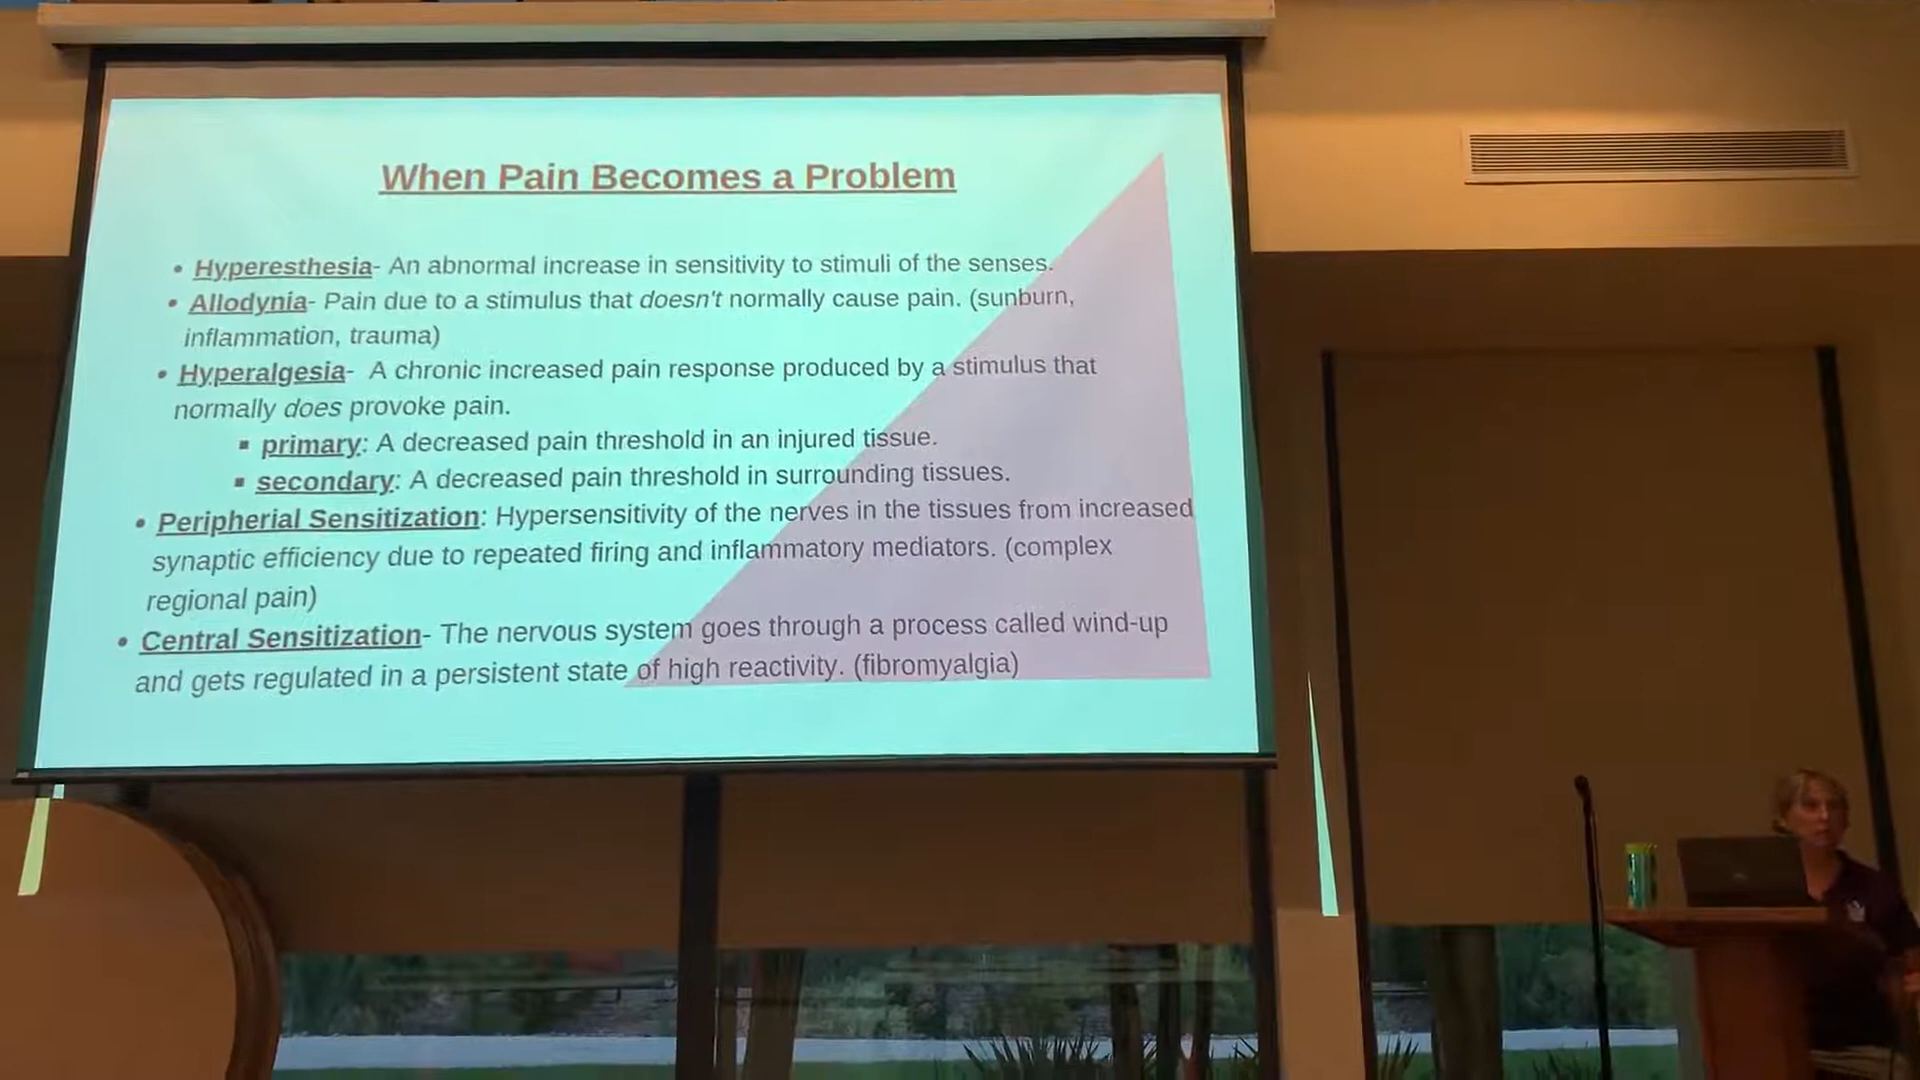 When Pain Becomes a Problem
• Hyperesthesia- An abnormal increase in sensitivity to stimuli of the senses.
• Allodynia- Pain due to a stimulus that doesn't normally cause pain. (sunburn,
inflammation, trauma)
• Hyperalgesia- A chronic increased pain response produced by a stimulus that
normally does provoke pain.
▪ primary: A decreased pain threshold in an injured tissue.
▪ secondary: A decreased pain threshold in surrounding tissues.
• Peripherial Sensitization: Hypersensitivity of the nerves in the tissues from increased
synaptic efficiency due to repeated firing and inflammatory mediators. (complex
regional pain)
• Central Sensitization- The nervous system goes through a process called wind-up
and gets regulated in a persistent state of high reactivity. (fibromyalgia)